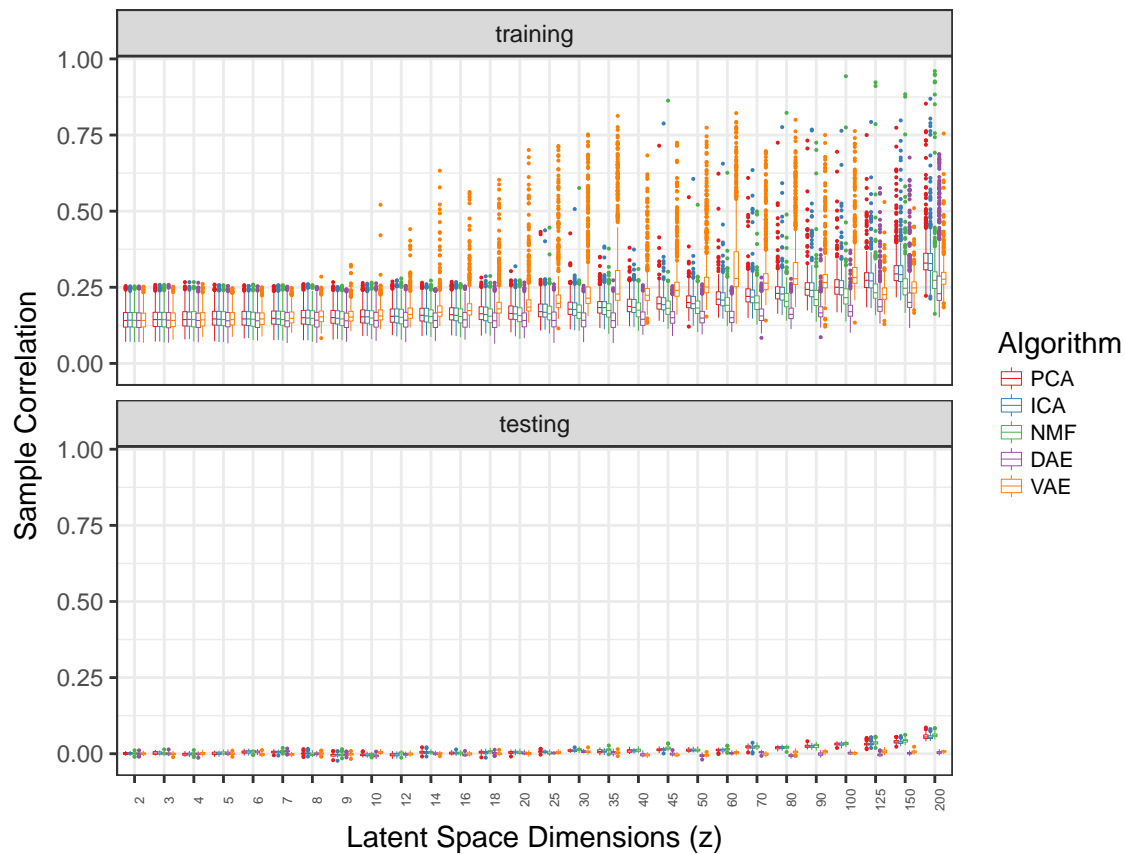 training
1.00
0.75
0.50
0.25
0.00
testing
1.00
0.75
0.50
0.25
0.00
Sample Correlation
2 3 4 5 6 7 8 9 10 12 14 16 18 20 25 30 35 40 45 50 60 70 80 90 100 125 150 200
Latent Space Dimensions (z)
Algorithm
PCA
ICA
NMF
DAE
VAE